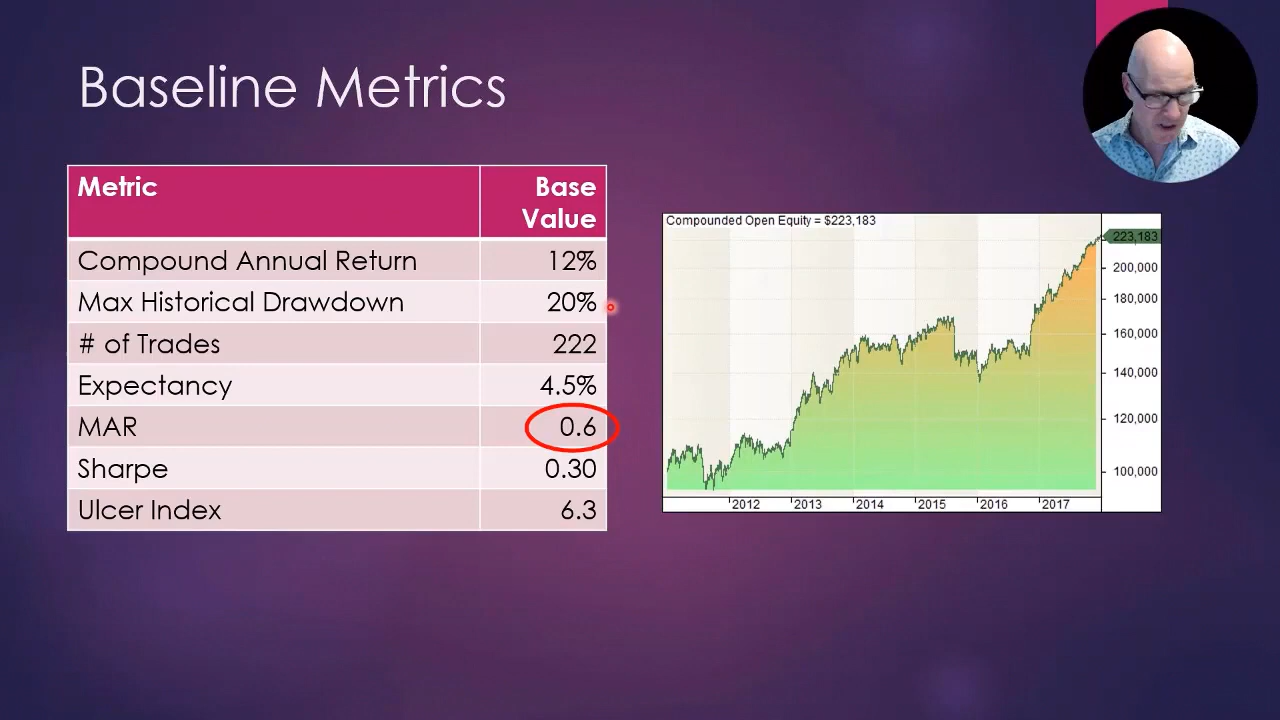 Baseline Metrics
Metric Base Value
Compound Annual Return 12%
Max Historical Drawdown 20%
# of Trades 222
Expectancy 4.5%
MAR 0.6
Sharpe 0.30
Ulcer Index 6.3
Compounded Open Equity = $223,183
223,183
200,000
180,000
160,000
140,000
120,000
100,000
2012 2013 2014 2015 2016 2017